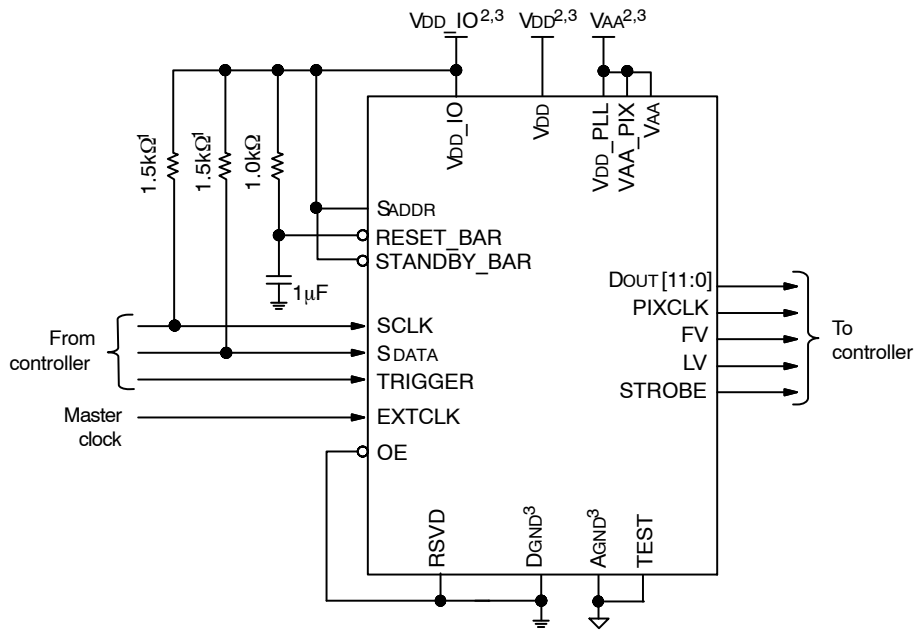 VDD_IO2,3 VDD2,3 VAA2,3
1.5kΩ1
1.5kΩ1
1.0kΩ
VDD_IO
VDD
VDD_PLL
VAA_PIX
VAA
SADDR
RESET_BAR
STANDBY_BAR
1μF
From
controller
SCLK
SDATA
TRIGGER
Master
clock
EXTCLK
OE
DOUT[11:0]
PIXCLK
FV
LV
STROBE
To
controller
RSVD
DGND3
AGND3
TEST